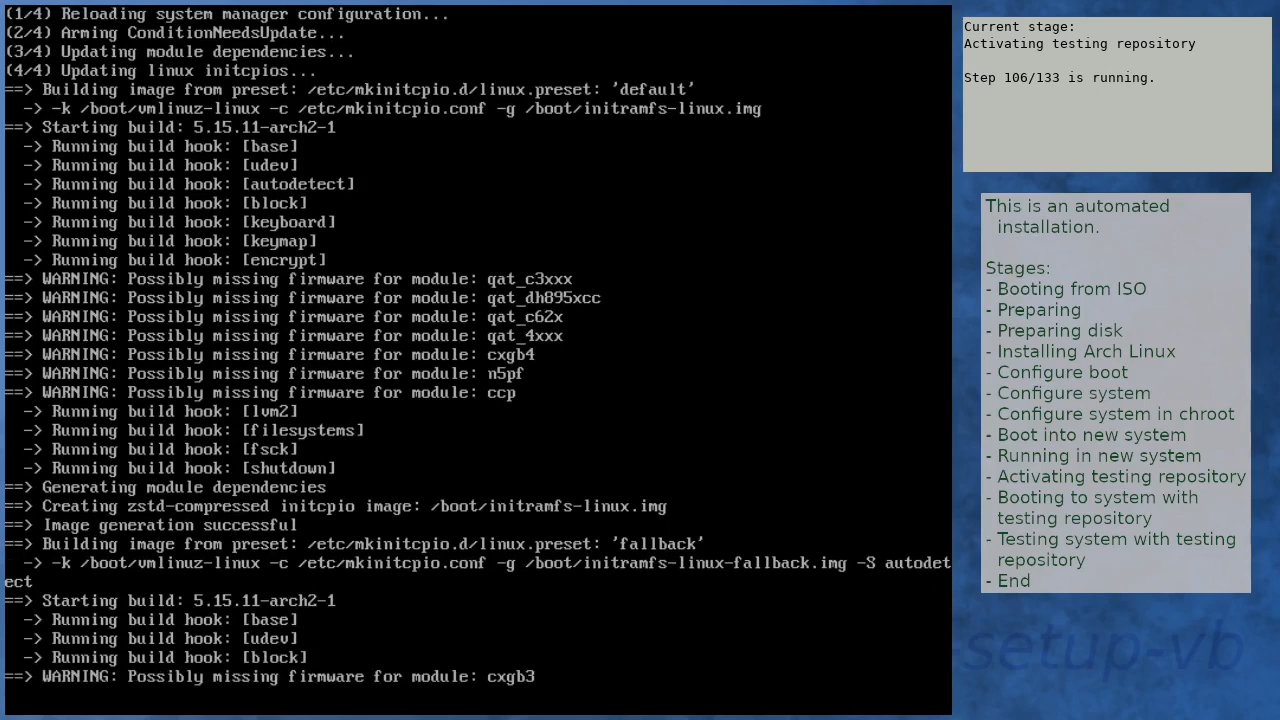 (1/4) Reloading system manager configuration...
(2/4) Arming ConditionNeedsUpdate...
(3/4) Updating module dependencies...
(4/4) Updating linux initcpios...
==> Building image from preset: /etc/mkinitcpio.d/linux.preset: 'default'
  -> -k /boot/vmlinuz-linux -c /etc/mkinitcpio.conf -g /boot/initramfs-linux.img
==> Starting build: 5.15.11-arch2-1
  -> Running build hook: [base]
  -> Running build hook: [udev]
  -> Running build hook: [autodetect]
  -> Running build hook: [block]
  -> Running build hook: [keyboard]
  -> Running build hook: [keymap]
  -> Running build hook: [encrypt]
==> WARNING: Possibly missing firmware for module: qat_c3xxx
==> WARNING: Possibly missing firmware for module: qat_dh895xcc
==> WARNING: Possibly missing firmware for module: qat_c62x
==> WARNING: Possibly missing firmware for module: qat_4xxx
==> WARNING: Possibly missing firmware for module: cxgb4
==> WARNING: Possibly missing firmware for module: n5pf
==> WARNING: Possibly missing firmware for module: ccp
  -> Running build hook: [lvm2]
  -> Running build hook: [filesystems]
  -> Running build hook: [fsck]
  -> Running build hook: [shutdown]
==> Generating module dependencies
==> Creating zstd-compressed initcpio image: /boot/initramfs-linux.img
==> Image generation successful
==> Building image from preset: /etc/mkinitcpio.d/linux.preset: 'fallback'
  -> -k /boot/vmlinuz-linux -c /etc/mkinitcpio.conf -g /boot/initramfs-linux-fallback.img -S autodet
ect
==> Starting build: 5.15.11-arch2-1
  -> Running build hook: [base]
  -> Running build hook: [udev]
  -> Running build hook: [block]
==> WARNING: Possibly missing firmware for module: cxgb3
Current stage:
Activating testing repository
Step 106/133 is running.
This is an automated
installation.
Stages:
- Booting from ISO
- Preparing
- Preparing disk
- Installing Arch Linux
- Configure boot
- Configure system
- Configure system in chroot
- Boot into new system
- Running in new system
- Activating testing repository
- Booting to system with
testing repository
- Testing system with testing
repository
- End
-setup-vb